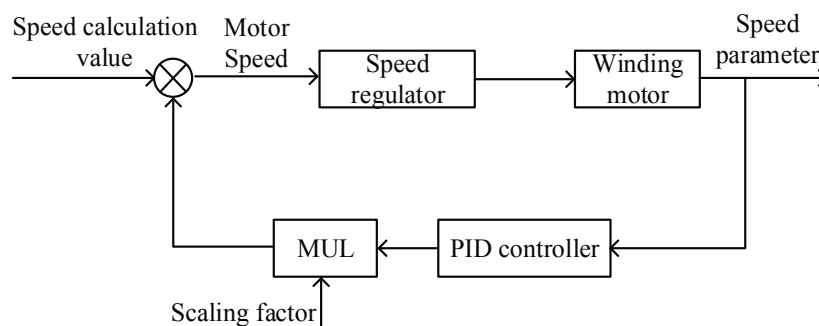 Speed calculation
value
Motor
Speed
Speed
regulator
Winding
motor
Speed
parameter
MUL
PID controller
Scaling factor